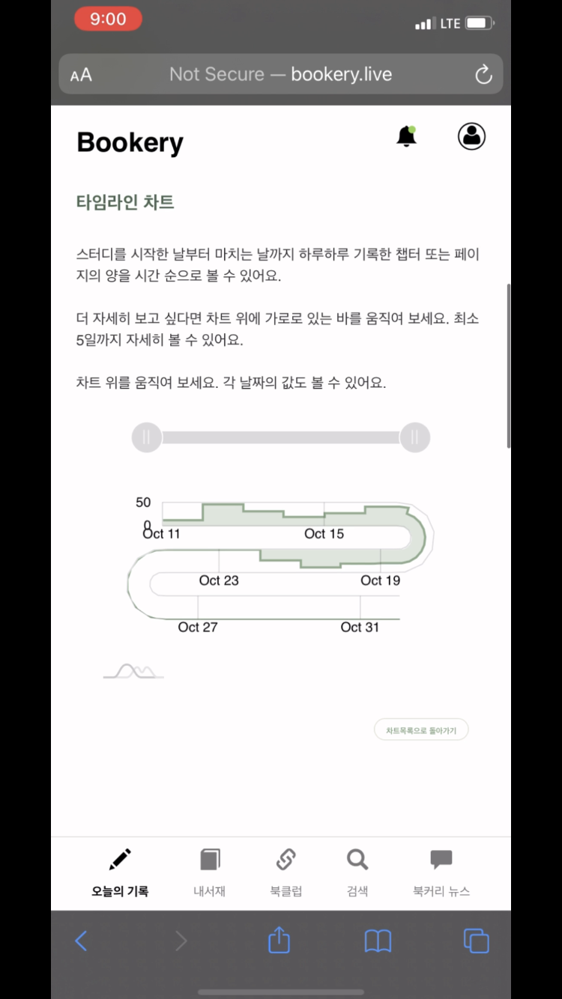 9:00
LTE
AA
Not Secure — bookery.live
Bookery
타임라인 차트
스터디를 시작한 날부터 마치는 날까지 하루하루 기록한 챕터 또는 페이
지의 양을 시간 순으로 볼 수 있어요.
더 자세히 보고 싶다면 차트 위에 가로로 있는 바를 움직여 보세요. 최소
5일까지 자세히 볼 수 있어요.
차트 위를 움직여 보세요. 각 날짜의 값도 볼 수 있어요.
50
0
Oct 11 Oct 15
Oct 23 Oct 19
Oct 27 Oct 31
차트목록으로 돌아가기
오늘의 기록 내서재 북클럽 검색 북커리 뉴스